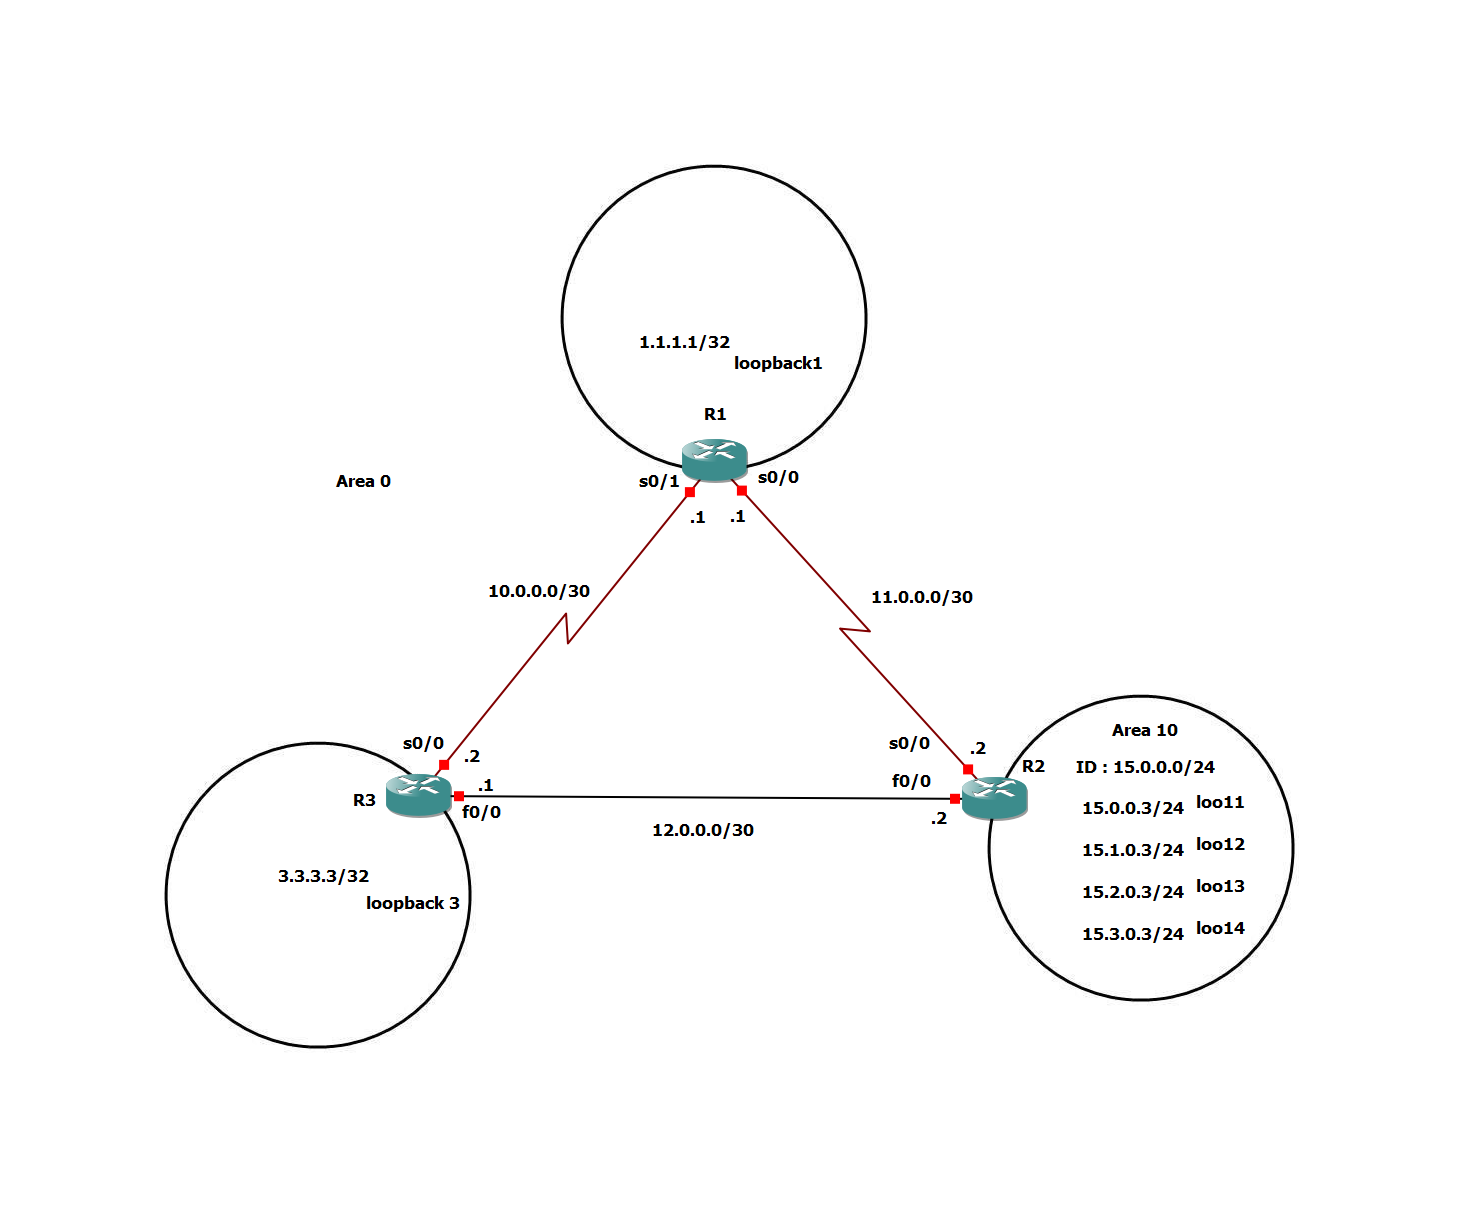 1.1.1.1/32
loopback1
R1
Area 0
s0/1
s0/0
.1
.1
10.0.0.0/30
11.0.0.0/30
s0/0
.2
.1
R3
f0/0
s0/0
.2
f0/0
R2
.2
12.0.0.0/30
3.3.3.3/32
loopback 3
Area 10
ID : 15.0.0.0/24
15.0.0.3/24 loo11
15.1.0.3/24 loo12
15.2.0.3/24 loo13
15.3.0.3/24 loo14